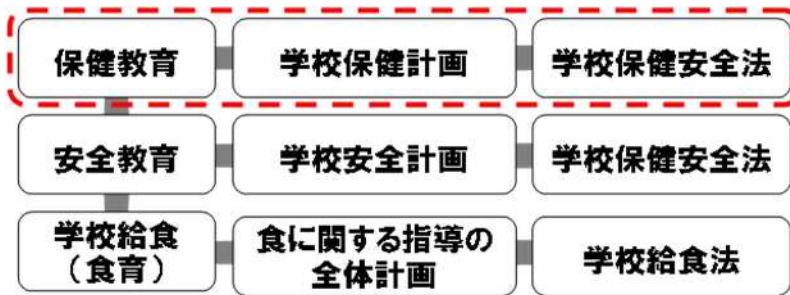 保健教育 学校保健計画 学校保健安全法
安全教育 学校安全計画 学校保健安全法
学校給食
(食育)
食に関する指導の
全体計画
学校給食法